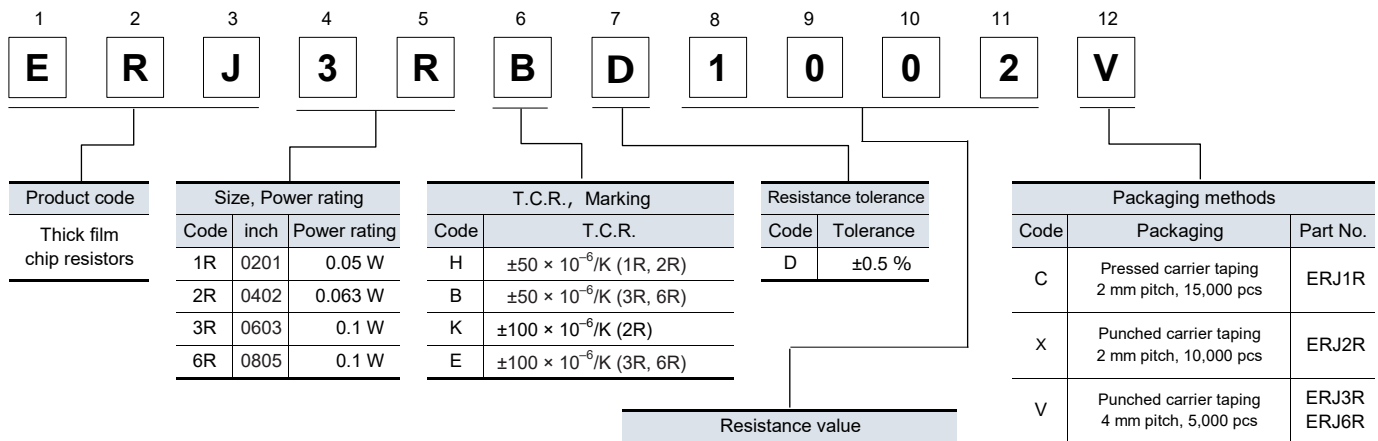 1 2 3 4 5 6 7 8 9 10 11 12
E R J 3 R B D 1 0 0 2 V
Product code
Thick film
chip resistors
Size, Power rating
Code inch Power rating
1R 0201 0.05 W
2R 0402 0.063 W
3R 0603 0.1 W
6R 0805 0.1 W
T.C.R., Marking
Code T.C.R.
H ±50 × 10⁻⁶/K (1R, 2R)
B ±50 × 10⁻⁶/K (3R, 6R)
K ±100 × 10⁻⁶/K (2R)
E ±100 × 10⁻⁶/K (3R, 6R)
Resistance tolerance
Code Tolerance
D ±0.5 %
Packaging methods
Code Packaging Part No.
C Pressed carrier taping
2 mm pitch, 15,000 pcs ERJ1R
X Punched carrier taping
2 mm pitch, 10,000 pcs ERJ2R
V Punched carrier taping
4 mm pitch, 5,000 pcs ERJ3R
ERJ6R
Resistance value